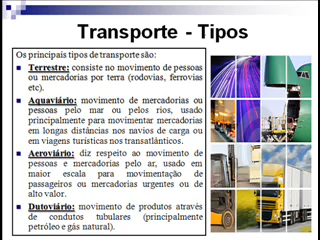 Transporte - Tipos
Os principais tipos de transporte são:
Terrestre: consiste no movimento de pessoas
ou mercadorias por terra (rodovias, ferrovias
etc).
Aquaviário: movimento de mercadorias ou
pessoas pelo mar ou pelos rios, usado
principalmente para movimentar mercadorias
em longas distâncias nos navios de carga ou
em viagens turísticas nos transatlânticos.
Aeroviário: diz respeito ao movimento de
pessoas e mercadorias pelo ar, usado em
maior escala para movimentação de
passageiros ou mercadorias urgentes ou de
alto valor.
Dutoviário: movimento de produtos através
de condutos tubulares (principalmente
petróleo e gás natural).